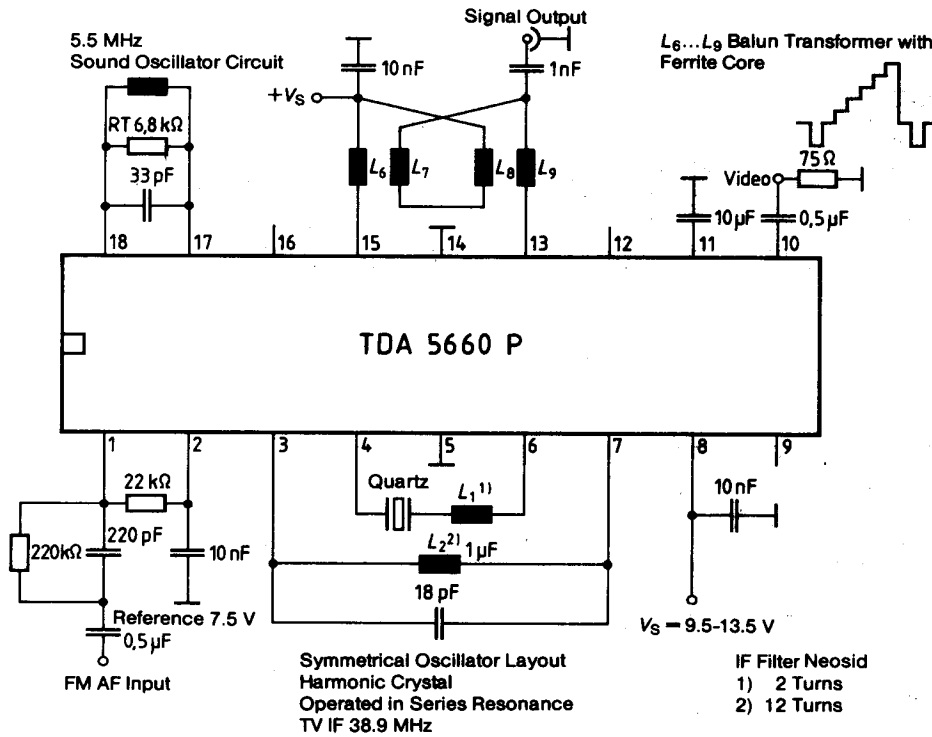 Signal Output
5.5 MHz
Sound Oscillator Circuit
L6...L9 Balun Transformer with
Ferrite Core
10 nF
1 nF
+VS
RT 6,8 kΩ
33 pF
L6
L7
L8
L9
75 Ω
Video
10 µF
0,5 µF
18
17
16
15
14
13
12
11
10
TDA 5660 P
1
2
3
4
5
6
7
8
9
22 kΩ
Quartz
L1 1)
10 nF
220 kΩ
220 pF
10 nF
L2 2)
1 µF
18 pF
Reference 7.5 V
0,5 µF
VS = 9.5-13.5 V
FM AF Input
Symmetrical Oscillator Layout
Harmonic Crystal
Operated in Series Resonance
TV IF 38.9 MHz
IF Filter Neosid
1) 2 Turns
2) 12 Turns